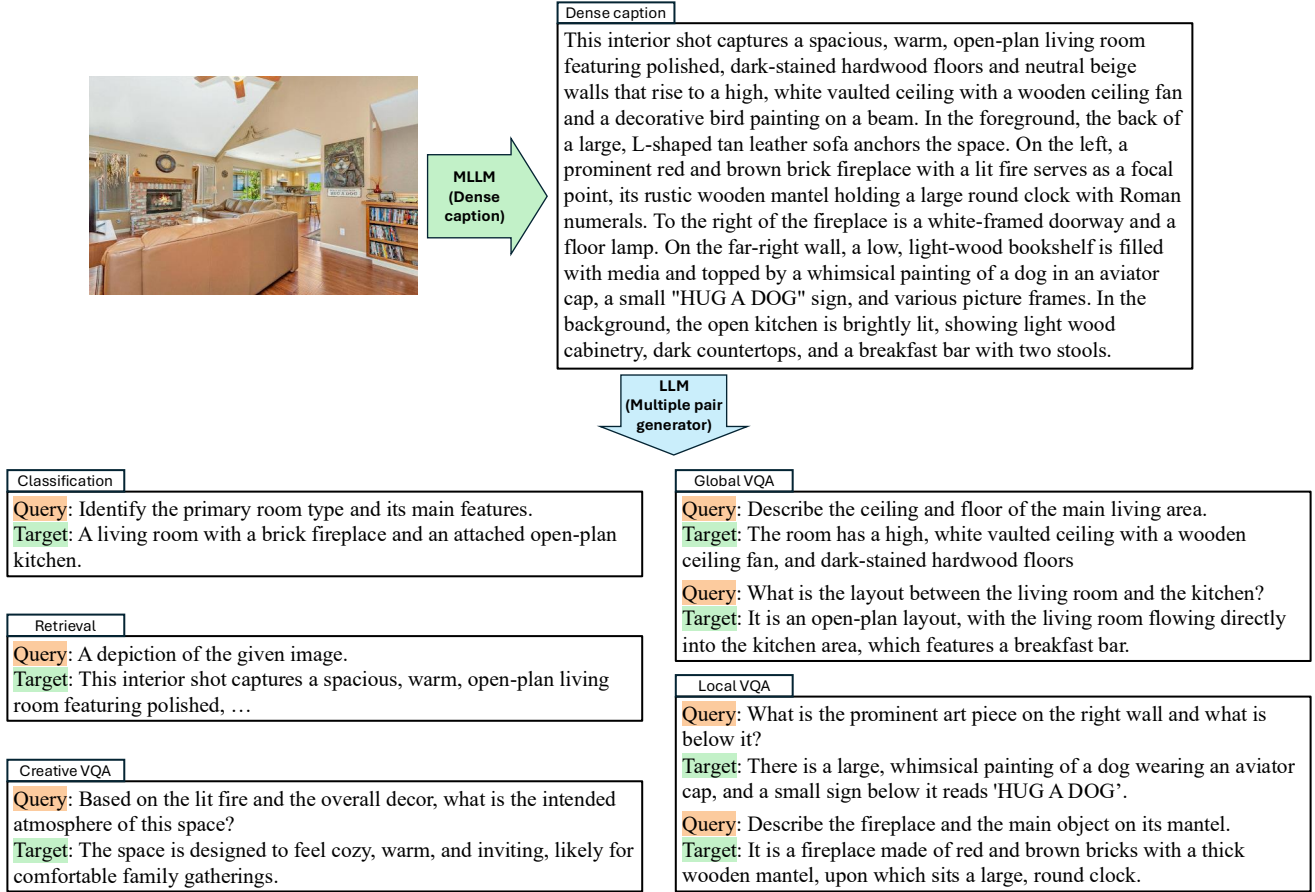 Dense caption
This interior shot captures a spacious, warm, open-plan living room
featuring polished, dark-stained hardwood floors and neutral beige
walls that rise to a high, white vaulted ceiling with a wooden ceiling fan
and a decorative bird painting on a beam. In the foreground, the back of
a large, L-shaped tan leather sofa anchors the space. On the left, a
prominent red and brown brick fireplace with a lit fire serves as a focal
point, its rustic wooden mantel holding a large round clock with Roman
numerals. To the right of the fireplace is a white-framed doorway and a
floor lamp. On the far-right wall, a low, light-wood bookshelf is filled
with media and topped by a whimsical painting of a dog in an aviator
cap, a small "HUG A DOG" sign, and various picture frames. In the
background, the open kitchen is brightly lit, showing light wood
cabinetry, dark countertops, and a breakfast bar with two stools.
MLLM
(Dense
caption)
LLM
(Multiple pair
generator)
Classification
Query: Identify the primary room type and its main features.
Target: A living room with a brick fireplace and an attached open-plan
kitchen.
Retrieval
Query: A depiction of the given image.
Target: This interior shot captures a spacious, warm, open-plan living
room featuring polished, …
Creative VQA
Query: Based on the lit fire and the overall decor, what is the intended
atmosphere of this space?
Target: The space is designed to feel cozy, warm, and inviting, likely for
comfortable family gatherings.
Global VQA
Query: Describe the ceiling and floor of the main living area.
Target: The room has a high, white vaulted ceiling with a wooden
ceiling fan, and dark-stained hardwood floors
Query: What is the layout between the living room and the kitchen?
Target: It is an open-plan layout, with the living room flowing directly
into the kitchen area, which features a breakfast bar.
Local VQA
Query: What is the prominent art piece on the right wall and what is
below it?
Target: There is a large, whimsical painting of a dog wearing an aviator
cap, and a small sign below it reads 'HUG A DOG’.
Query: Describe the fireplace and the main object on its mantel.
Target: It is a fireplace made of red and brown bricks with a thick
wooden mantel, upon which sits a large, round clock.